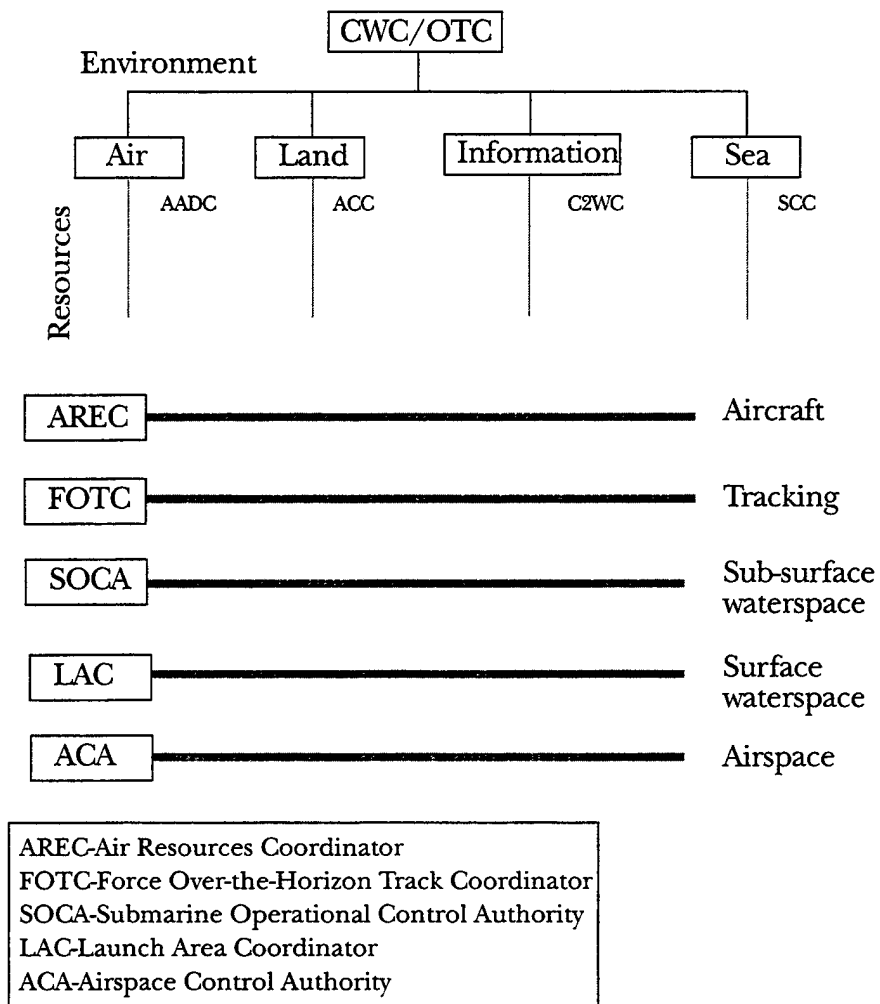 CWC/OTC
Environment
Air
Land
Information
Sea
AADC
ACC
C2WC
SCC
Resources
AREC
Aircraft
FOTC
Tracking
SOCA
Sub-surface
waterspace
LAC
Surface
waterspace
ACA
Airspace
AREC-Air Resources Coordinator
FOTC-Force Over-the-Horizon Track Coordinator
SOCA-Submarine Operational Control Authority
LAC-Launch Area Coordinator
ACA-Airspace Control Authority